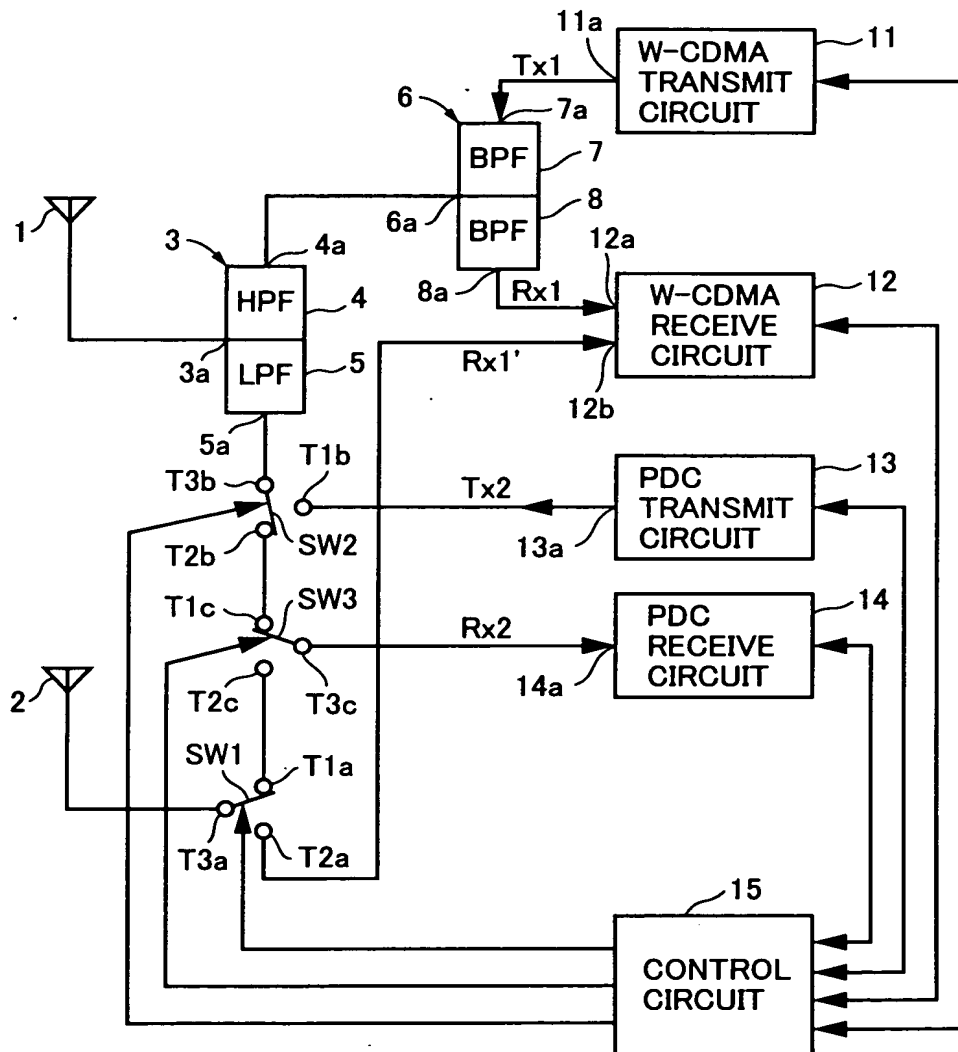 11a
11
W-CDMA
TRANSMIT
CIRCUIT
Tx1
6
7a
BPF
7
8
BPF
6a
8a
Rx1
1
3
4a
HPF
4
3a
LPF
5
5a
12a
12
W-CDMA
RECEIVE
CIRCUIT
Rx1'
12b
T3b
T1b
Tx2
13
PDC
TRANSMIT
CIRCUIT
13a
T2b
SW2
T1c
SW3
Rx2
14
PDC
RECEIVE
CIRCUIT
14a
2
T2c
T3c
SW1
T1a
T3a
T2a
15
CONTROL
CIRCUIT